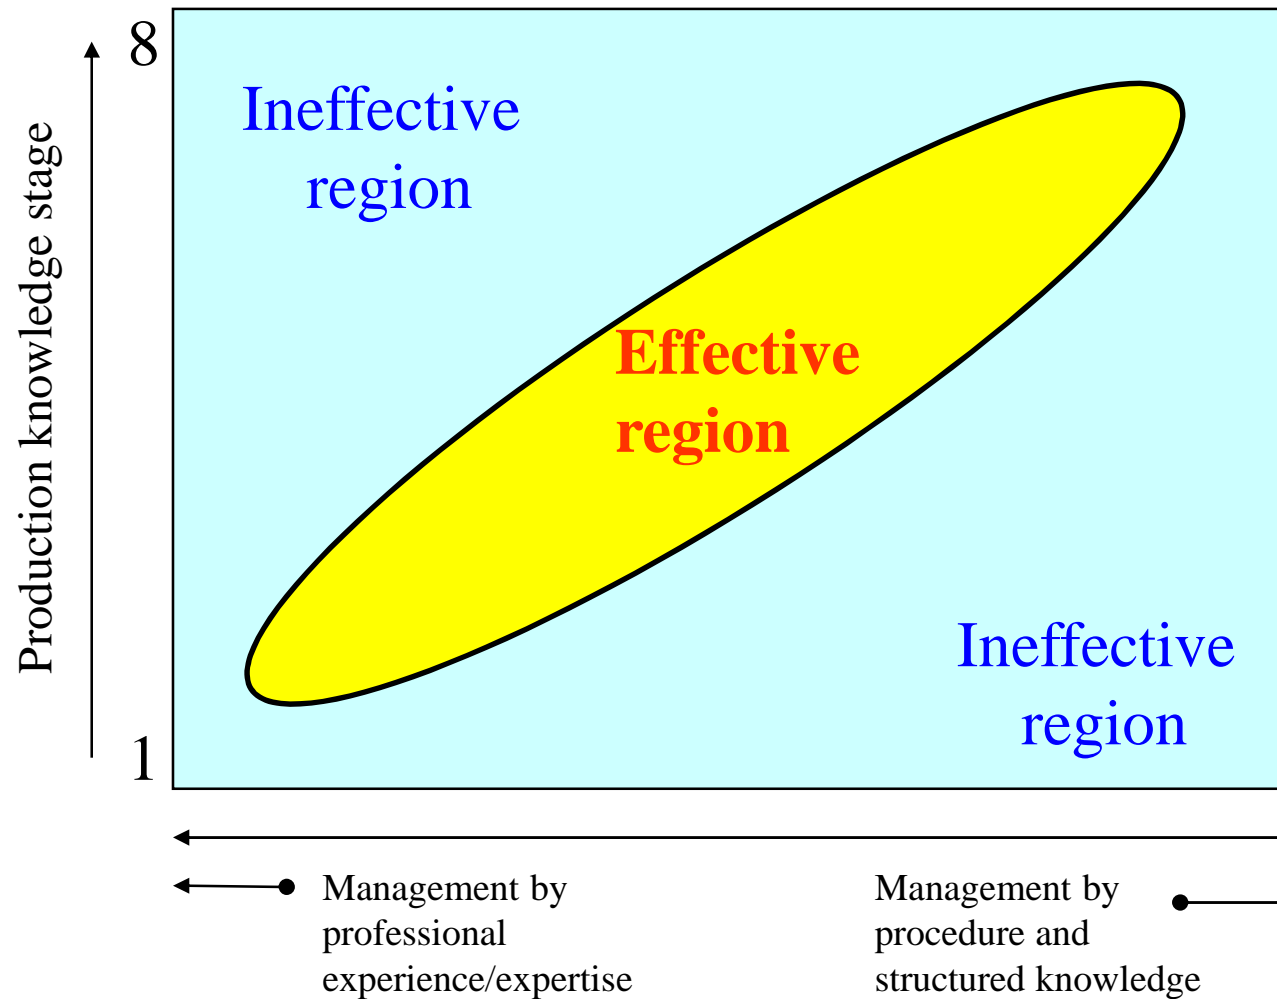 8
Ineffective
region
Production knowledge stage
Effective
region
Ineffective
region
1
Management by
professional
experience/expertise
Management by
procedure and
structured knowledge